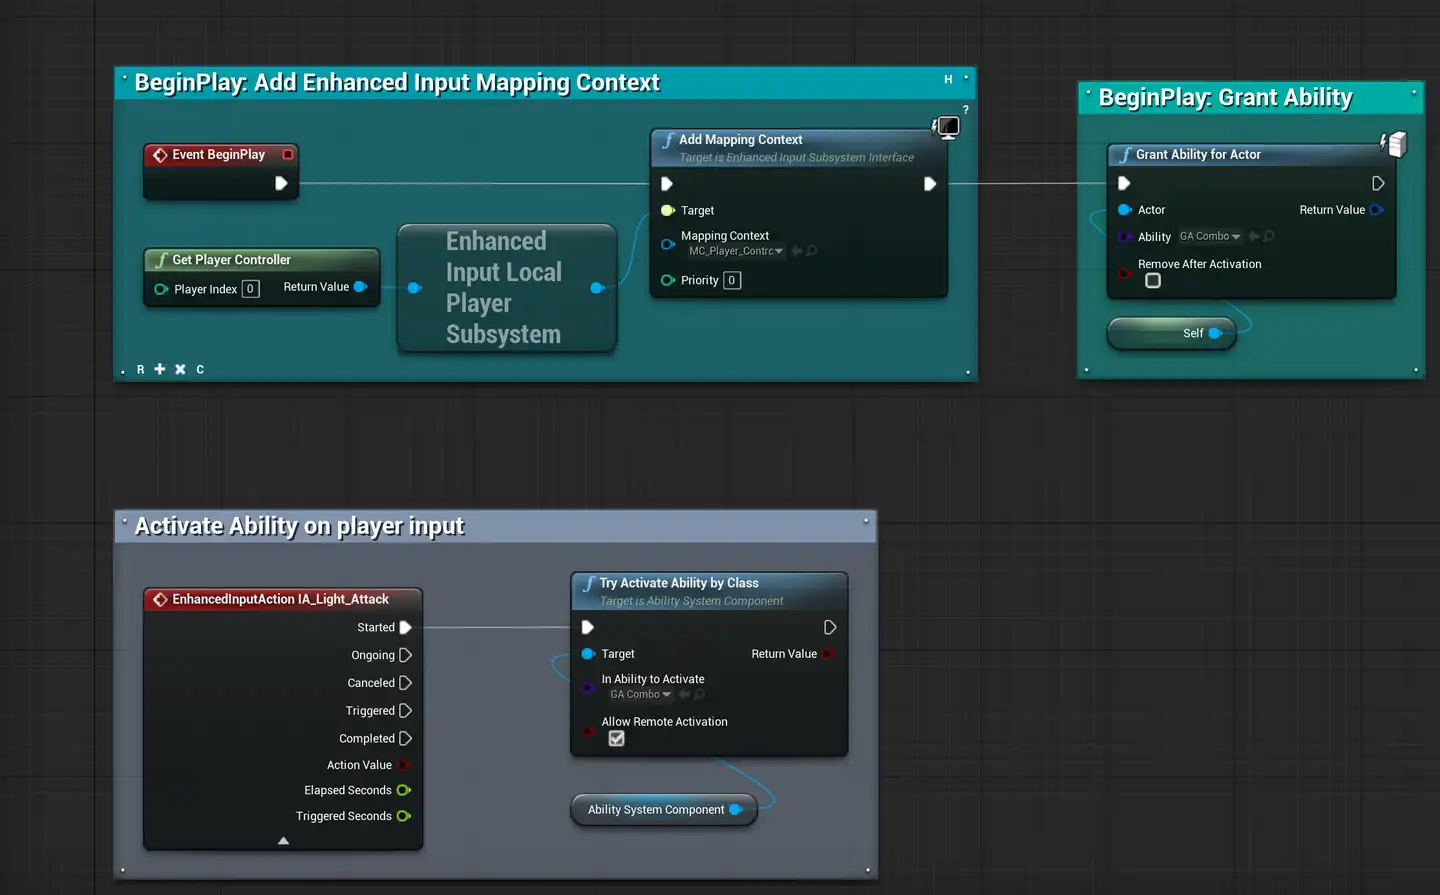 BeginPlay: Add Enhanced Input Mapping Context
H
?
Event BeginPlay
Get Player Controller
Player Index 0
Return Value
Enhanced
Input Local
Player
Subsystem
Add Mapping Context
Target is Enhanced Input Subsystem Interface
Target
Mapping Context
MC_Player_Contrc
Priority 0
R
C
BeginPlay: Grant Ability
Grant Ability for Actor
Actor
Return Value
Ability GA Combo
Remove After Activation
Self
Activate Ability on player input
EnhancedInputAction IA_Light_Attack
Started
Ongoing
Canceled
Triggered
Completed
Action Value
Elapsed Seconds
Triggered Seconds
Try Activate Ability by Class
Target is Ability System Component
Target
Return Value
In Ability to Activate
GA Combo
Allow Remote Activation
Ability System Component